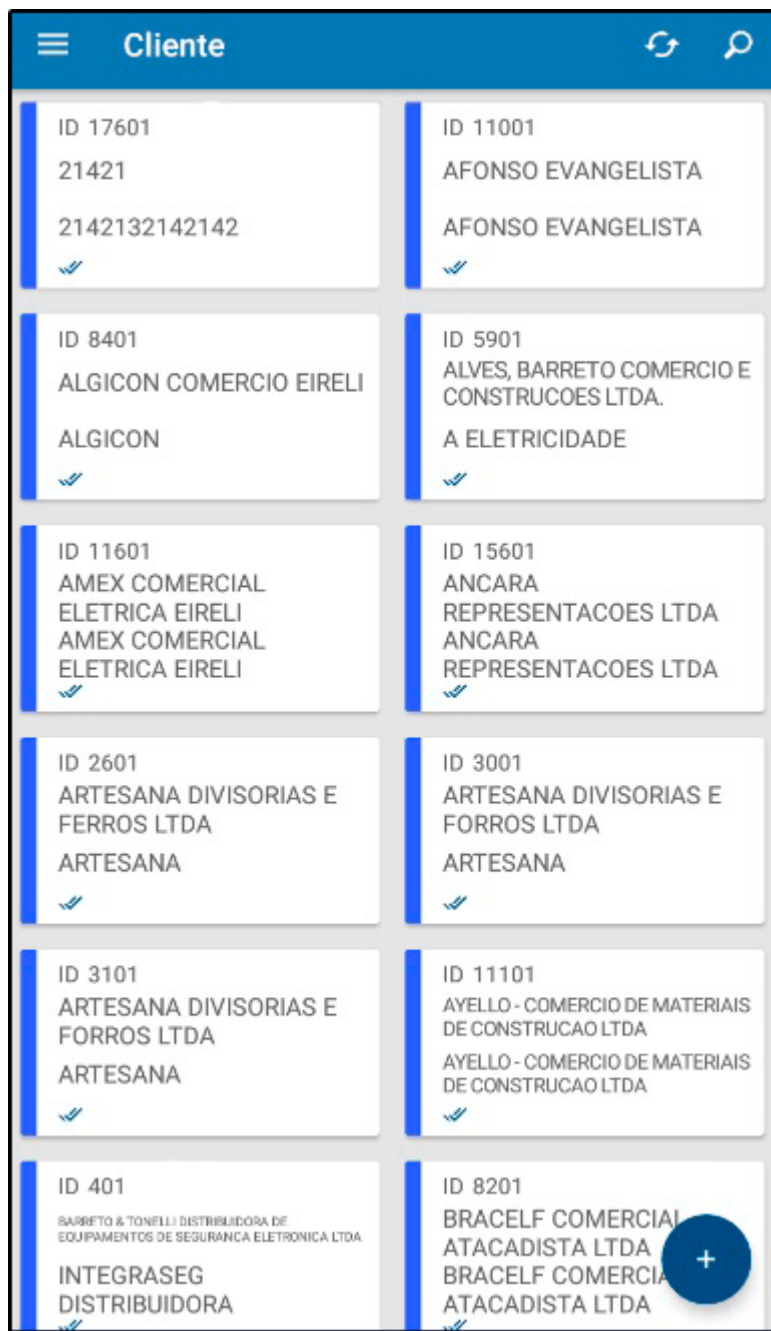 Cliente
ID 17601
21421
2142132142142
ID 11001
AFONSO EVANGELISTA
AFONSO EVANGELISTA
ID 8401
ALGICON COMERCIO EIRELI
ALGICON
ID 5901
ALVES, BARRETO COMERCIO E
CONSTRUCOES LTDA.
A ELETRICIDADE
ID 11601
AMEX COMERCIAL
ELETRICA EIRELI
AMEX COMERCIAL
ELETRICA EIRELI
ID 15601
ANCARA
REPRESENTACOES LTDA
ANCARA
REPRESENTACOES LTDA
ID 2601
ARTESANA DIVISORIAS E
FERROS LTDA
ARTESANA
ID 3001
ARTESANA DIVISORIAS E
FORROS LTDA
ARTESANA
ID 3101
ARTESANA DIVISORIAS E
FORROS LTDA
ARTESANA
ID 11101
AYELLO - COMERCIO DE MATERIAIS
DE CONSTRUCAO LTDA
AYELLO - COMERCIO DE MATERIAIS
DE CONSTRUCAO LTDA
ID 401
BARRETO & TONELLI DISTRIBUIDORA DE
EQUIPAMENTOS DE SEGURANCA ELETRONICA LTDA
INTEGRASEG
DISTRIBUIDORA
ID 8201
BRACELF COMERCIAL
ATACADISTA LTDA
BRACELF COMERCIA
ATACADISTA LTDA